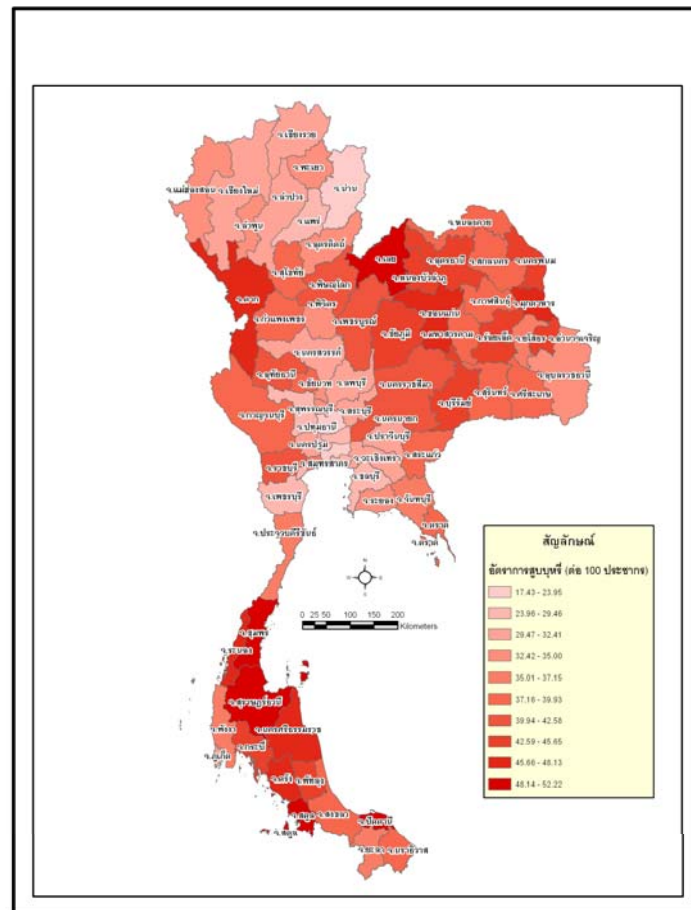 จ.เชียงราย
จ.พะเยา
จ.น่าน
จ.แม่ฮ่องสอน
จ.เชียงใหม่
จ.ลำปาง
จ.แพร่
จ.ลำพูน
จ.อุตรดิตถ์
จ.หนองคาย
จ.เลย
จ.อุดรธานี
จ.สกลนคร
จ.นครพนม
จ.สุโขทัย
จ.พิษณุโลก
จ.หนองบัวลำภู
จ.ตาก
จ.กำแพงเพชร
จ.พิจิตร
จ.เพชรบูรณ์
จ.ขอนแก่น
จ.กาฬสินธุ์
จ.มุกดาหาร
จ.ชัยภูมิ
จ.มหาสารคาม
จ.ร้อยเอ็ด
จ.ยโสธร
จ.อำนาจเจริญ
จ.นครสวรรค์
จ.อุทัยธานี
จ.ชัยนาท
จ.ลพบุรี
จ.นครราชสีมา
จ.บุรีรัมย์
จ.สุรินทร์
จ.ศรีสะเกษ
จ.อุบลราชธานี
จ.กาญจนบุรี
จ.สุพรรณบุรี
จ.สระบุรี
จ.ปทุมธานี
จ.นครนายก
จ.ปราจีนบุรี
จ.นครปฐม
จ.ฉะเชิงเทรา
จ.สระแก้ว
จ.ราชบุรี
จ.สมุทรสาคร
จ.ชลบุรี
จ.เพชรบุรี
จ.ระยอง
จ.จันทบุรี
จ.ตราด
จ.ตราด
จ.ประจวบคีรีขันธ์
N
W
E
S
0 25 50 100 150 200
Kilometers
จ.ชุมพร
จ.ระนอง
จ.สุราษฎร์ธานี
จ.นครศรีธรรมราช
จ.พังงา
จ.กระบี่
จ.ภูเก็ต
จ.ตรัง
จ.พัทลุง
จ.สตูล
จ.สตูล
จ.สงขลา
จ.ปัตตานี
จ.ยะลา
จ.นราธิวาส
สัญลักษณ์
อัตราการสูบบุหรี่ (ต่อ 100 ประชากร)
17.43 - 23.95
23.96 - 29.46
29.47 - 32.41
32.42 - 35.00
35.01 - 37.15
37.16 - 39.93
39.94 - 42.58
42.59 - 45.65
45.66 - 48.13
48.14 - 52.22